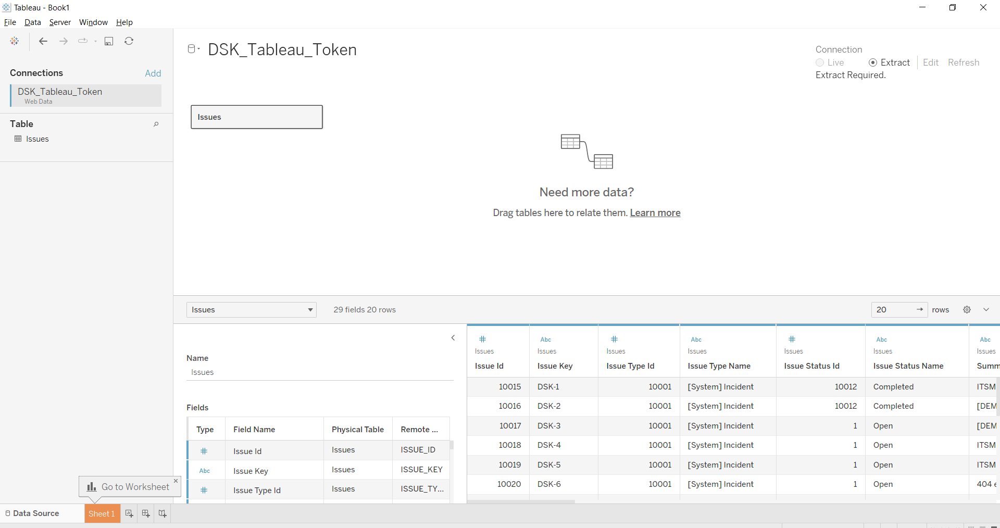 Tableau - Book1
File Data Server Window Help
Connections Add
DSK_Tableau_Token
Web Data
Table
Issues
DSK_Tableau_Token
Connection
Live Extract Edit Refresh
Extract Required.
Issues
Need more data?
Drag tables here to relate them. Learn more
Issues 29 fields 20 rows 20 rows
Name
Issues
Fields
Type Field Name Physical Table Remote ...
# Issue Id Issues ISSUE_ID
Abc Issue Key Issues ISSUE_KEY
# Issue Type Id Issues ISSUE_TY...
# Abc # Abc # Abc Abc
Issues Issues Issues Issues Issues Issues Issues
Issue Id Issue Key Issue Type Id Issue Type Name Issue Status Id Issue Status Name Summ
10015 DSK-1 10001 [System] Incident 10012 Completed ITSM
10016 DSK-2 10001 [System] Incident 10012 Completed [DEM
10017 DSK-3 10001 [System] Incident 1 Open [DEM
10018 DSK-4 10001 [System] Incident 1 Open ITSM
10019 DSK-5 10001 [System] Incident 1 Open ITSM
10020 DSK-6 10001 [System] Incident 1 Open 404 e
Go to Worksheet
Data Source Sheet 1